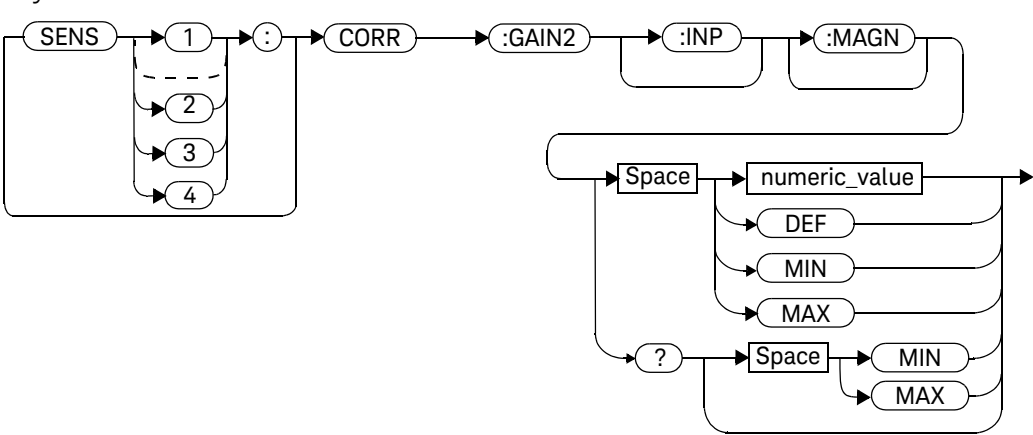 SENS 1 : CORR :GAIN2 :INP :MAGN
2
3
4
Space numeric_value
DEF
MIN
MAX
? Space MIN
MAX